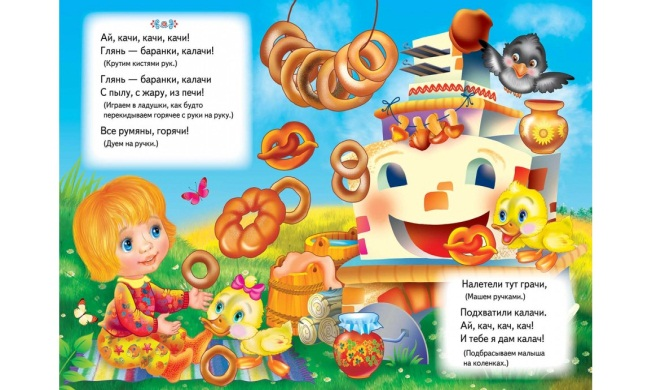 Ай, качи, качи, качи!
Глянь — баранки, калачи!
(Крутим кистями рук.)
Глянь — баранки, калачи
С пылу, с жару, из печи!
(Играем в ладушки, как будто
перекидываем горячее с руки на руку.)
Все румяны, горячи!
(Дуем на ручки.)
Налетели тут грачи,
(Машем ручками.)
Подхватили калачи.
Ай, кач, кач, кач!
И тебе я дам калач!
(Подбрасываем малыша
на коленках.)